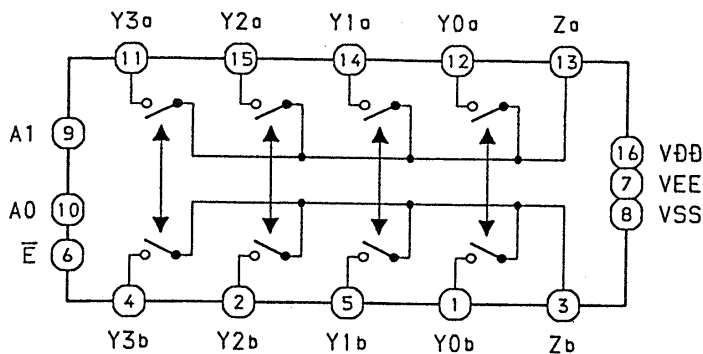 Y3a Y2a Y1a Y0a Za
11 15 14 12 13
A1 9
16 VDD
7 VEE
A0 10
8 VSS
E̅ 6
4 2 5 1 3
Y3b Y2b Y1b Y0b Zb